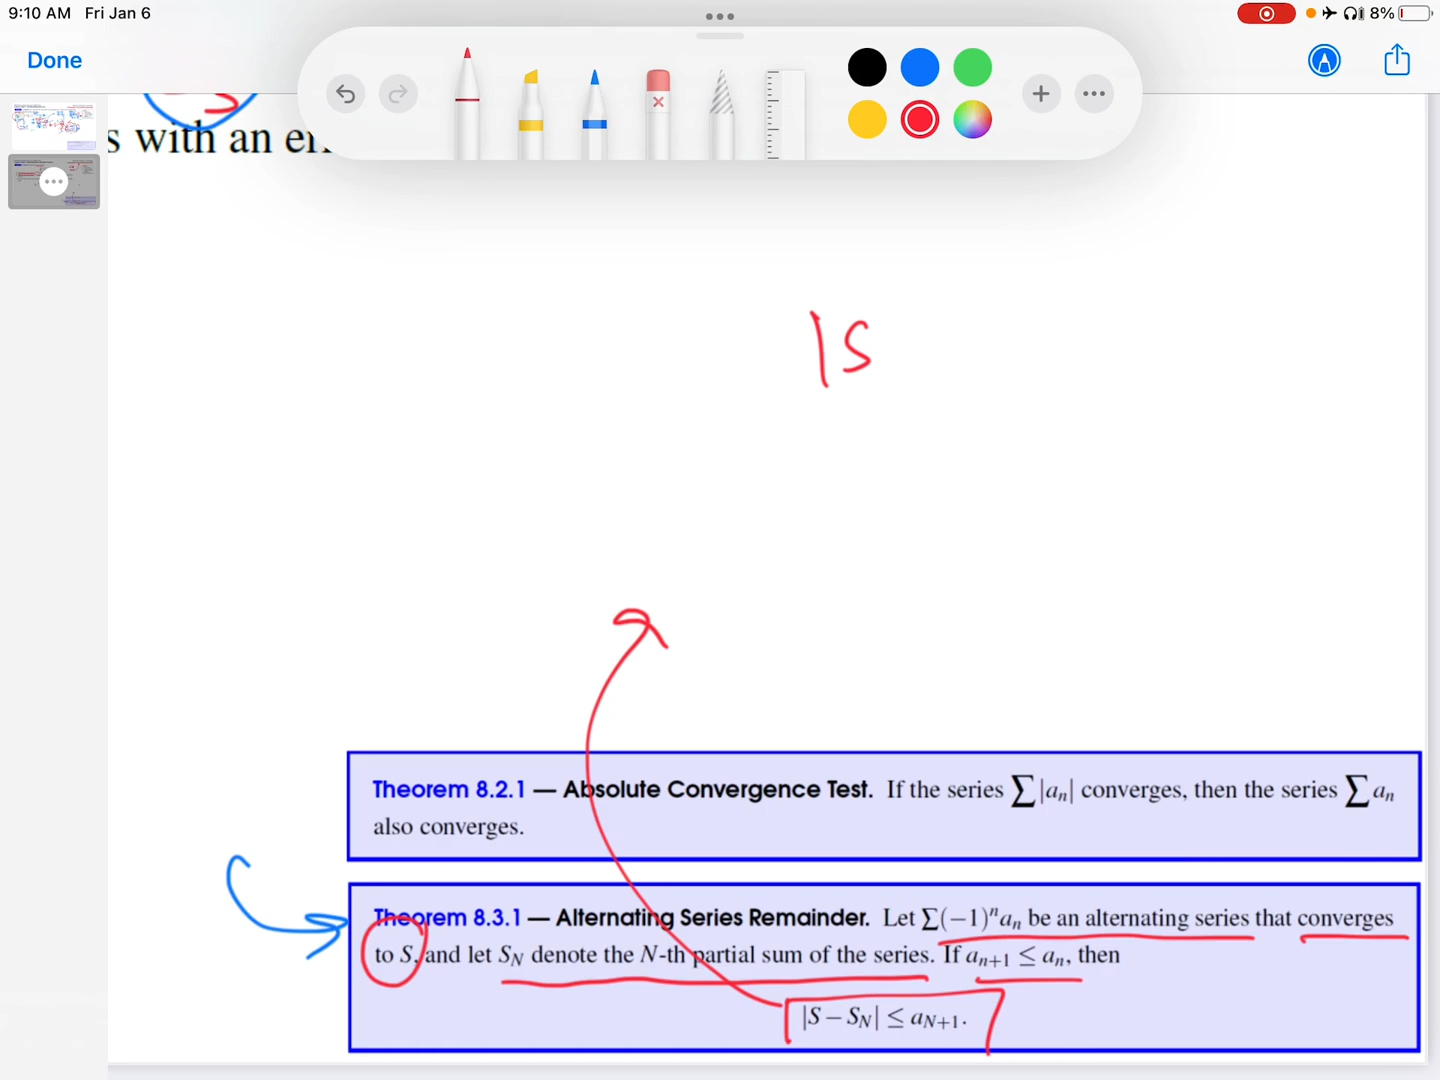 9:10 AM Fri Jan 6
8%
Done
s with an er
|S
Theorem 8.2.1 — Absolute Convergence Test. If the series ∑|aₙ| converges, then the series ∑ aₙ
also converges.
Theorem 8.3.1 — Alternating Series Remainder. Let ∑(−1)ⁿaₙ be an alternating series that converges
to S, and let S_N denote the N-th partial sum of the series. If aₙ₊₁ ≤ aₙ, then
|S − S_N| ≤ a_{N+1}.